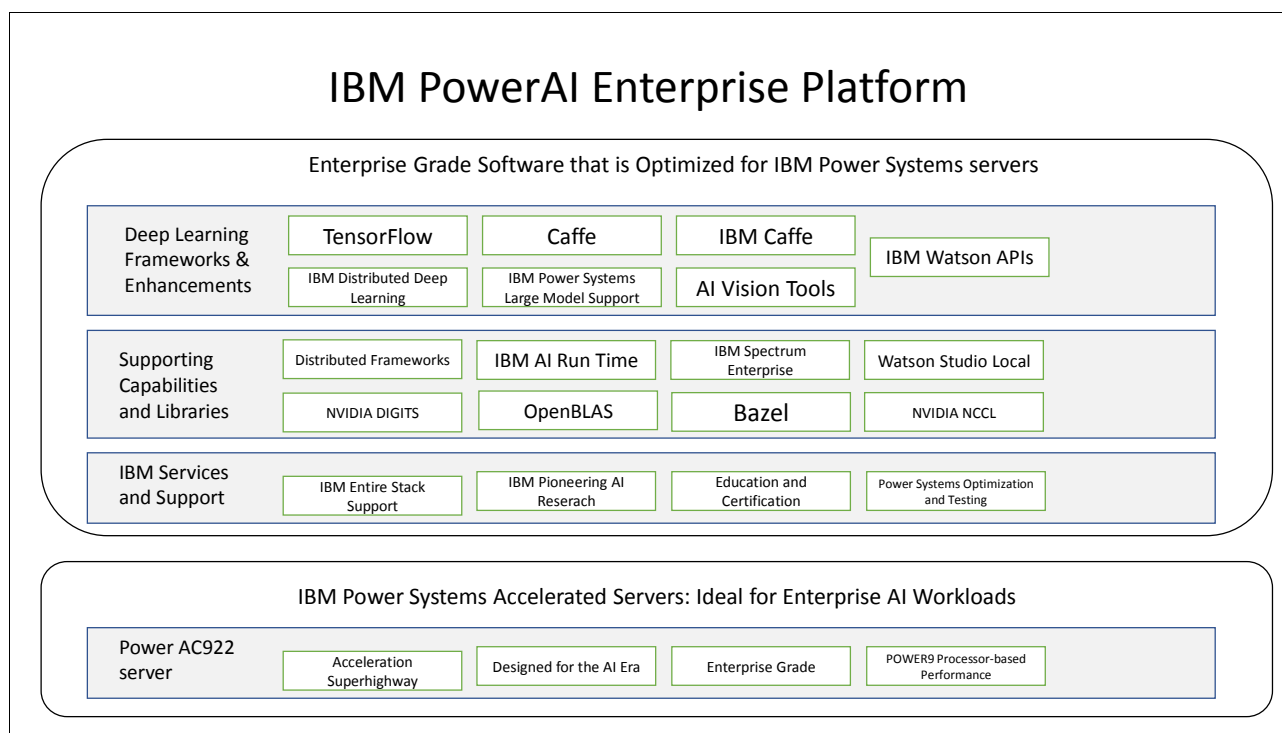 IBM PowerAI Enterprise Platform
Enterprise Grade Software that is Optimized for IBM Power Systems servers
Deep Learning
Frameworks &
Enhancements
TensorFlow
Caffe
IBM Caffe
IBM Watson APIs
IBM Distributed Deep
Learning
IBM Power Systems
Large Model Support
AI Vision Tools
Supporting
Capabilities
and Libraries
Distributed Frameworks
IBM AI Run Time
IBM Spectrum
Enterprise
Watson Studio Local
NVIDIA DIGITS
OpenBLAS
Bazel
NVIDIA NCCL
IBM Services
and Support
IBM Entire Stack
Support
IBM Pioneering AI
Reserach
Education and
Certification
Power Systems Optimization
and Testing
IBM Power Systems Accelerated Servers: Ideal for Enterprise AI Workloads
Power AC922
server
Acceleration
Superhighway
Designed for the AI Era
Enterprise Grade
POWER9 Processor-based
Performance